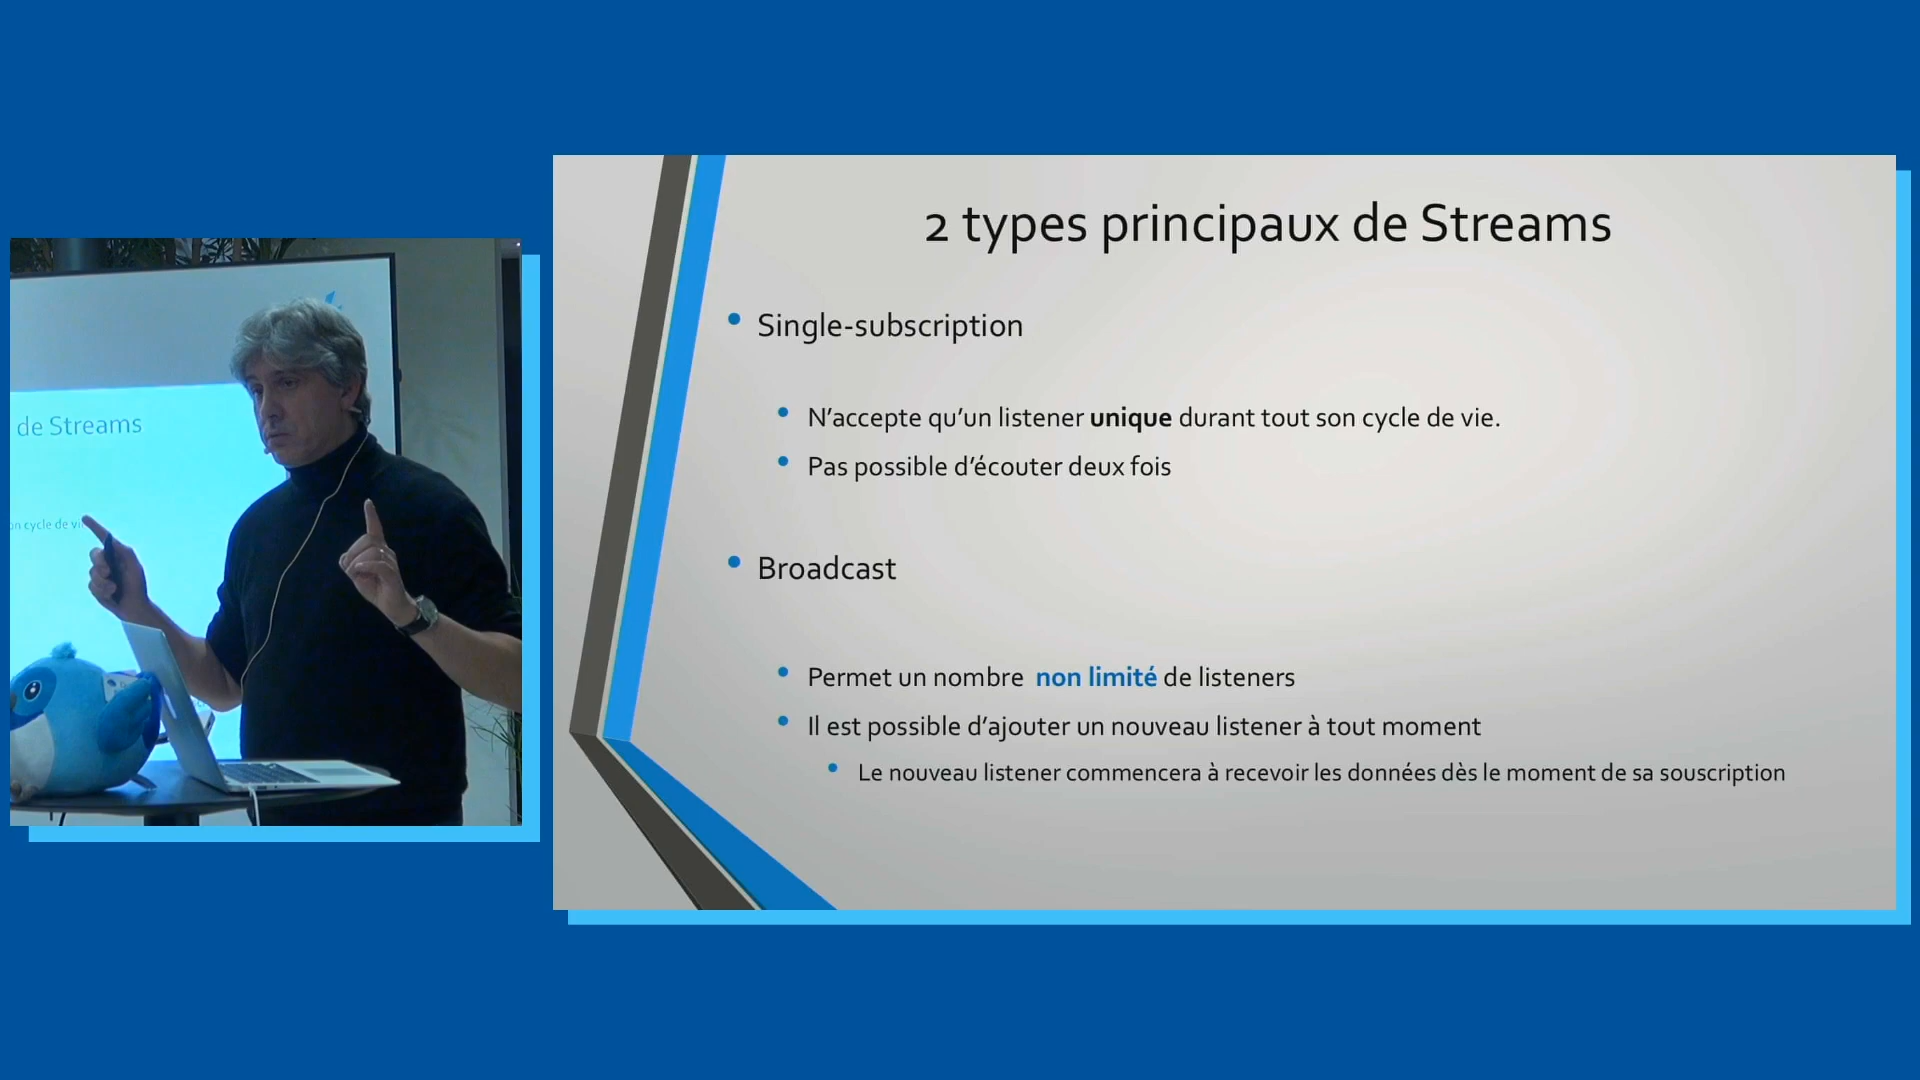 2 types principaux de Streams
Single-subscription
N’accepte qu’un listener unique durant tout son cycle de vie.
Pas possible d’écouter deux fois
Broadcast
Permet un nombre non limité de listeners
Il est possible d’ajouter un nouveau listener à tout moment
Le nouveau listener commencera à recevoir les données dès le moment de sa souscription
de Streams
on cycle de vi